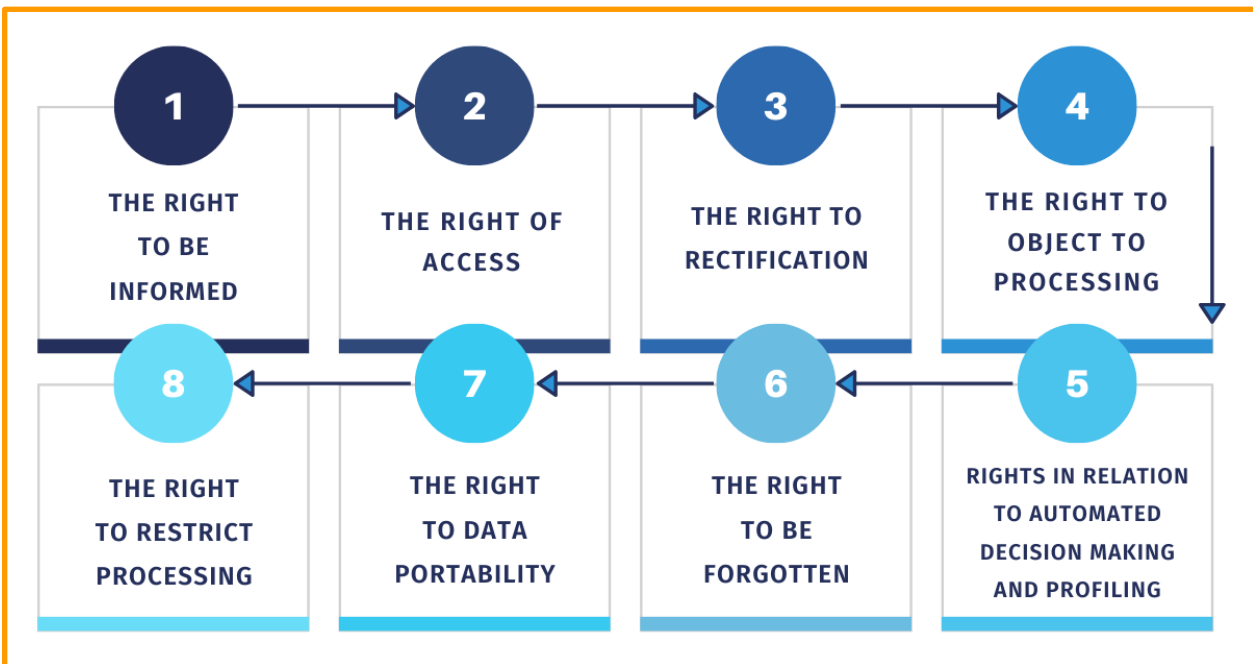 1
THE RIGHT
TO BE
INFORMED
2
THE RIGHT OF
ACCESS
3
THE RIGHT TO
RECTIFICATION
4
THE RIGHT TO
OBJECT TO
PROCESSING
5
RIGHTS IN RELATION
TO AUTOMATED
DECISION MAKING
AND PROFILING
6
THE RIGHT
TO BE
FORGOTTEN
7
THE RIGHT
TO DATA
PORTABILITY
8
THE RIGHT
TO RESTRICT
PROCESSING